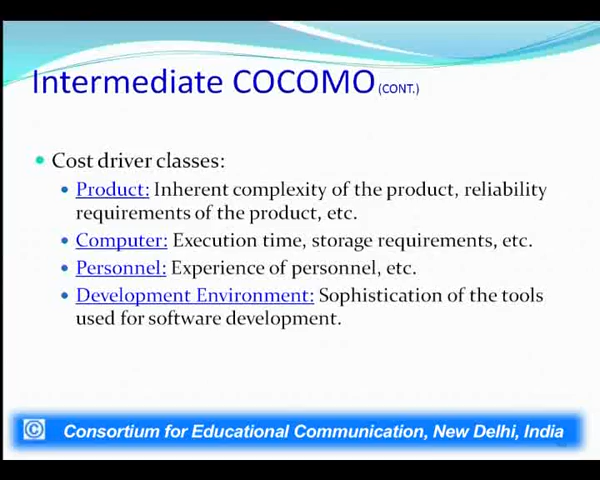 Intermediate COCOMO (CONT.)
• Cost driver classes:
• Product: Inherent complexity of the product, reliability
requirements of the product, etc.
• Computer: Execution time, storage requirements, etc.
• Personnel: Experience of personnel, etc.
• Development Environment: Sophistication of the tools
used for software development.
© Consortium for Educational Communication, New Delhi, India